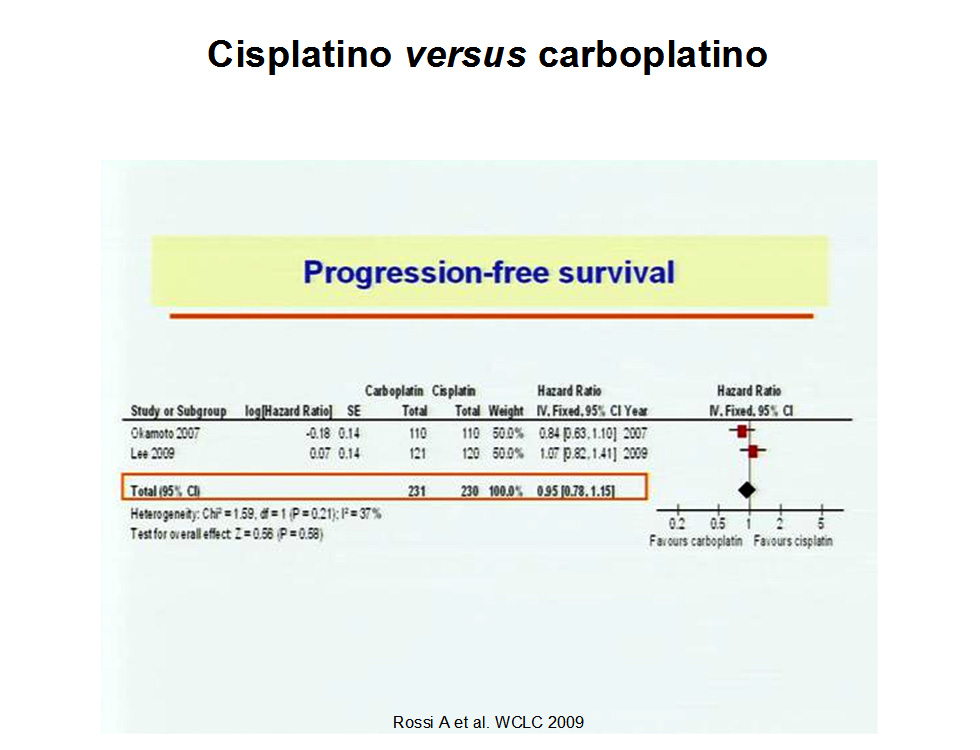 Cisplatino versus carboplatino
Progression-free survival
Carboplatin Cisplatin Hazard Ratio Hazard Ratio
Study or Subgroup log[Hazard Ratio] SE Total Total Weight IV, Fixed, 95% CI Year IV, Fixed, 95% CI
Okamoto 2007 -0.18 0.14 110 110 50.0% 0.84 [0.63, 1.10] 2007
Lee 2009 0.07 0.14 121 120 50.0% 1.07 [0.82, 1.41] 2009
Total (95% CI) 231 230 100.0% 0.95 [0.78, 1.15]
Heterogeneity: Chi² = 1.59, df = 1 (P = 0.21); I² = 37%
Test for overall effect: Z = 0.56 (P = 0.58)
0.2 0.5 1 2 5
Favours carboplatin Favours cisplatin
Rossi A et al. WCLC 2009